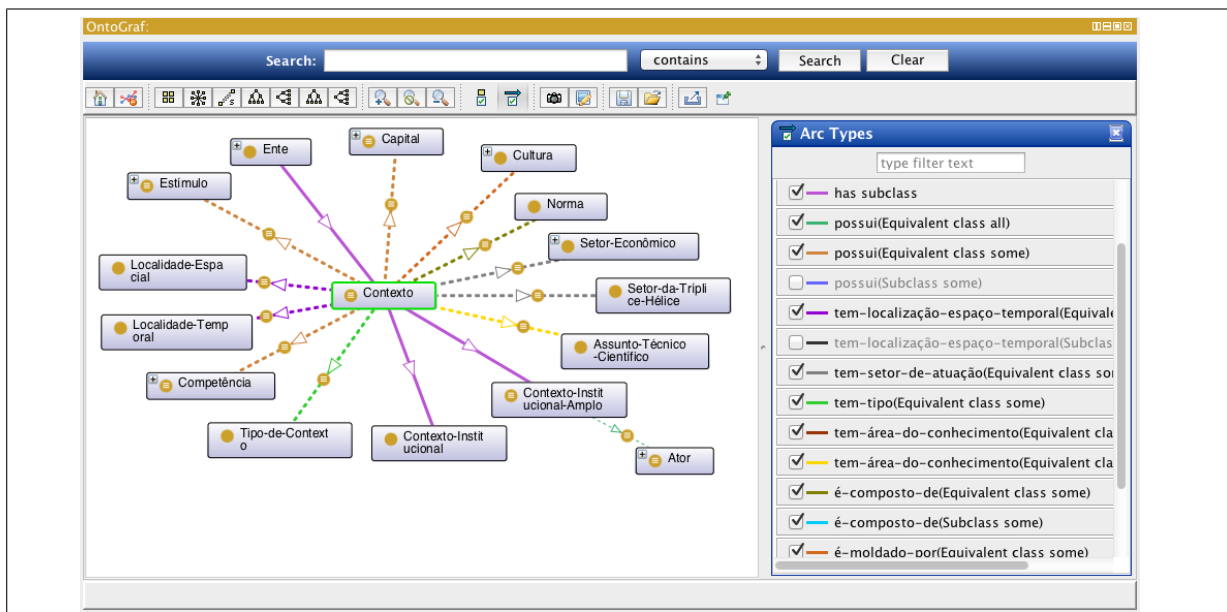 OntoGraf:
Search:
contains
Search
Clear
Ente
Capital
Cultura
Estímulo
Norma
Setor-Econômico
Localidade-Espa
cial
Contexto
Setor-da-Trípli
ce-Hélice
Localidade-Temp
oral
Assunto-Técnico
-Científico
Competência
Contexto-Instit
ucional-Amplo
Tipo-de-Context
o
Contexto-Instit
ucional
Ator
Arc Types
type filter text
has subclass
possui(Equivalent class all)
possui(Equivalent class some)
possui(Subclass some)
tem-localização-espaço-temporal(Equivale
tem-localização-espaço-temporal(Subclas
tem-setor-de-atuação(Equivalent class so
tem-tipo(Equivalent class some)
tem-área-do-conhecimento(Equivalent cla
tem-área-do-conhecimento(Equivalent cla
é-composto-de(Equivalent class some)
é-composto-de(Subclass some)
é-moldado-por(Equivalent class some)